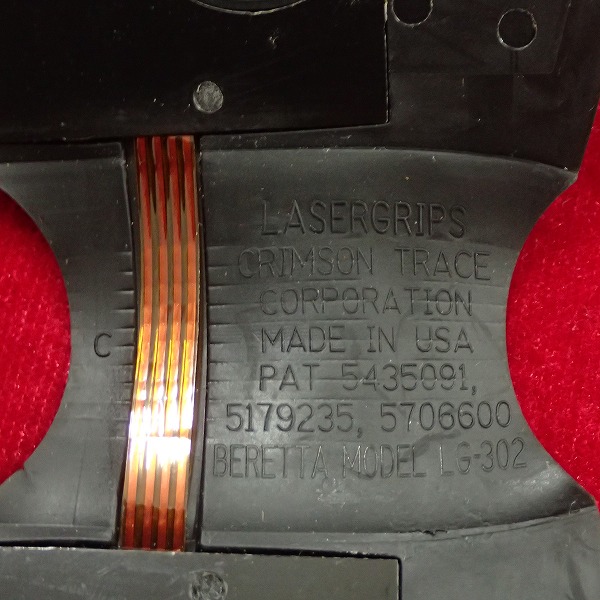 LASERGRIPS
CRIMSON TRACE
CORPORATION
MADE IN USA
PAT 5435091,
5179235, 5706600
BERETTA MODEL LG-302
C